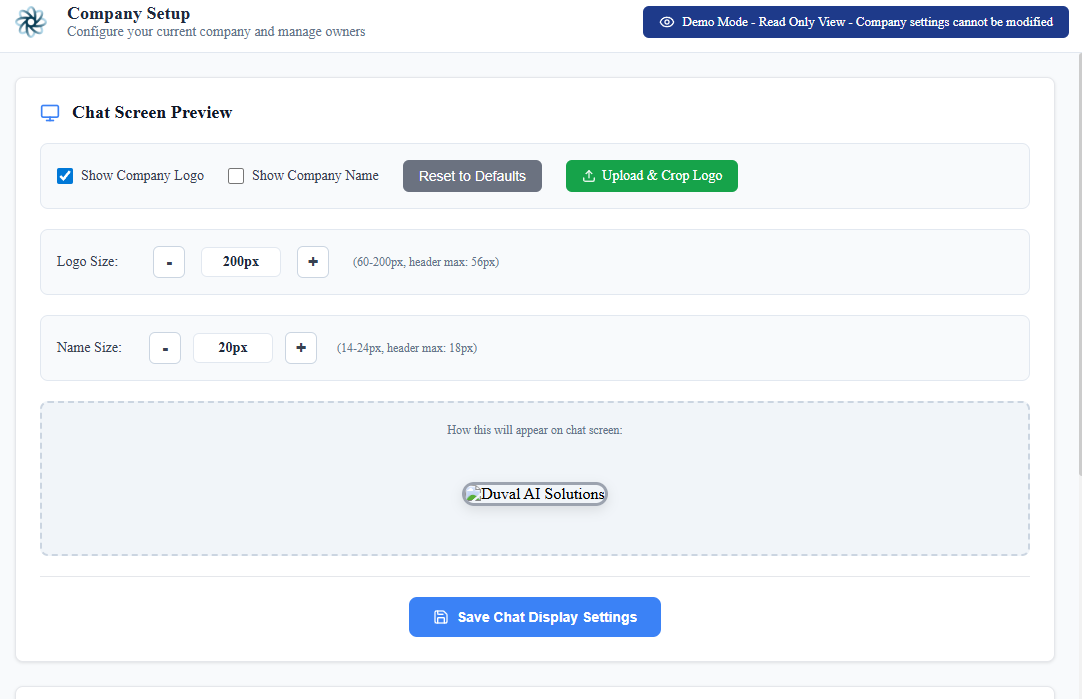 Company Setup
Configure your current company and manage owners
Demo Mode - Read Only View - Company settings cannot be modified
Chat Screen Preview
Show Company Logo
Show Company Name
Reset to Defaults
Upload & Crop Logo
Logo Size:
-
200px
+
(60-200px, header max: 56px)
Name Size:
-
20px
+
(14-24px, header max: 18px)
How this will appear on chat screen:
Duval AI Solutions
Save Chat Display Settings